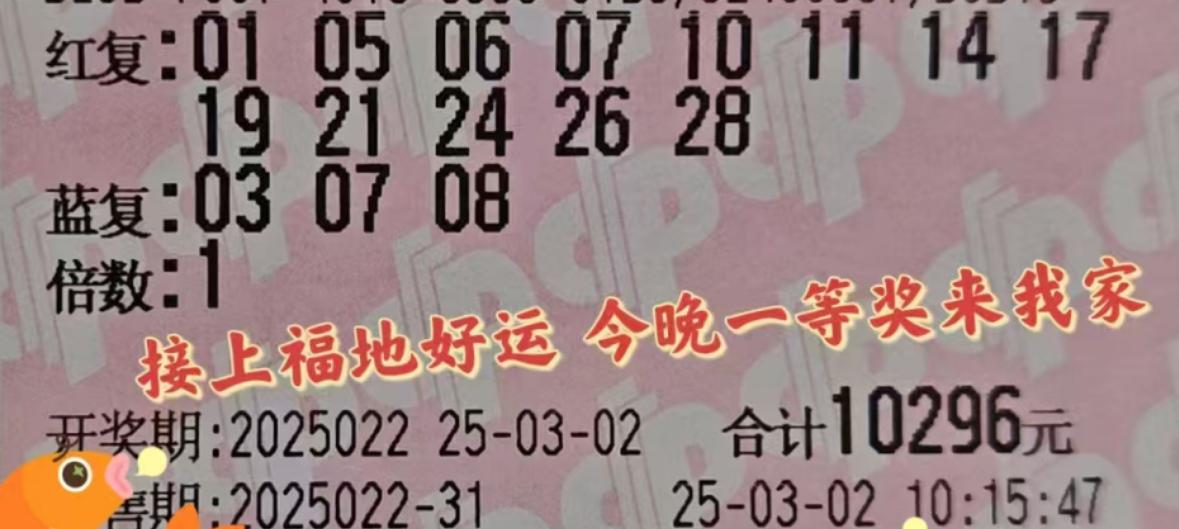 红复:01 05 06 07 10 11 14 17
19 21 24 26 28
蓝复:03 07 08
倍数:1
接上福地好运 今晚一等奖来我家
开奖期:2025022 25-03-02 合计10296元
售期:2025022-31 25-03-02 10:15:47